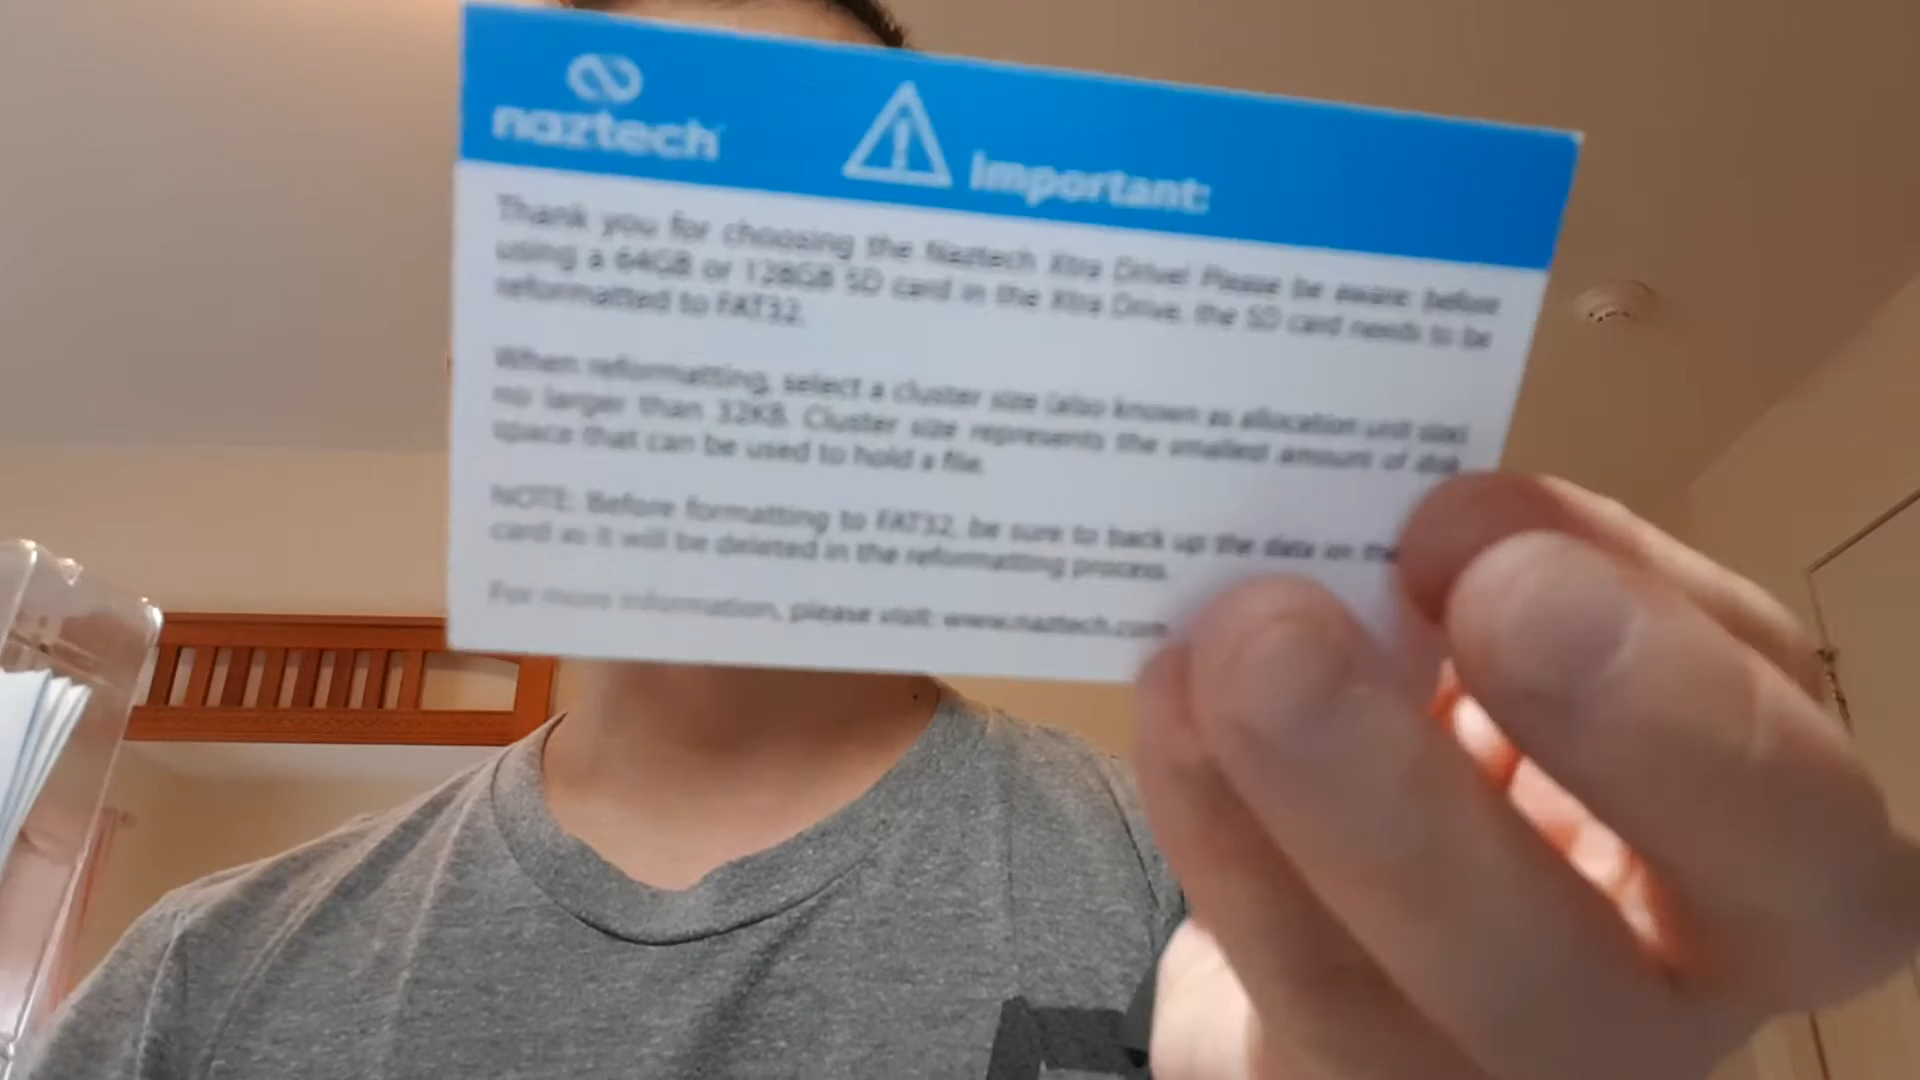 naztech
Important:
Thank you for choosing the Naztech Xtra Drive! Please be aware: before
using a 64GB or 128GB SD card in the Xtra Drive, the SD card needs to be
reformatted to FAT32.
When reformatting, select a cluster size (also known as allocation unit size)
no larger than 32KB. Cluster size represents the smallest amount of disk
space that can be used to hold a file.
NOTE: Before formatting to FAT32, be sure to back up the data on the
card as it will be deleted in the reformatting process.
For more information, please visit: www.naztech.com